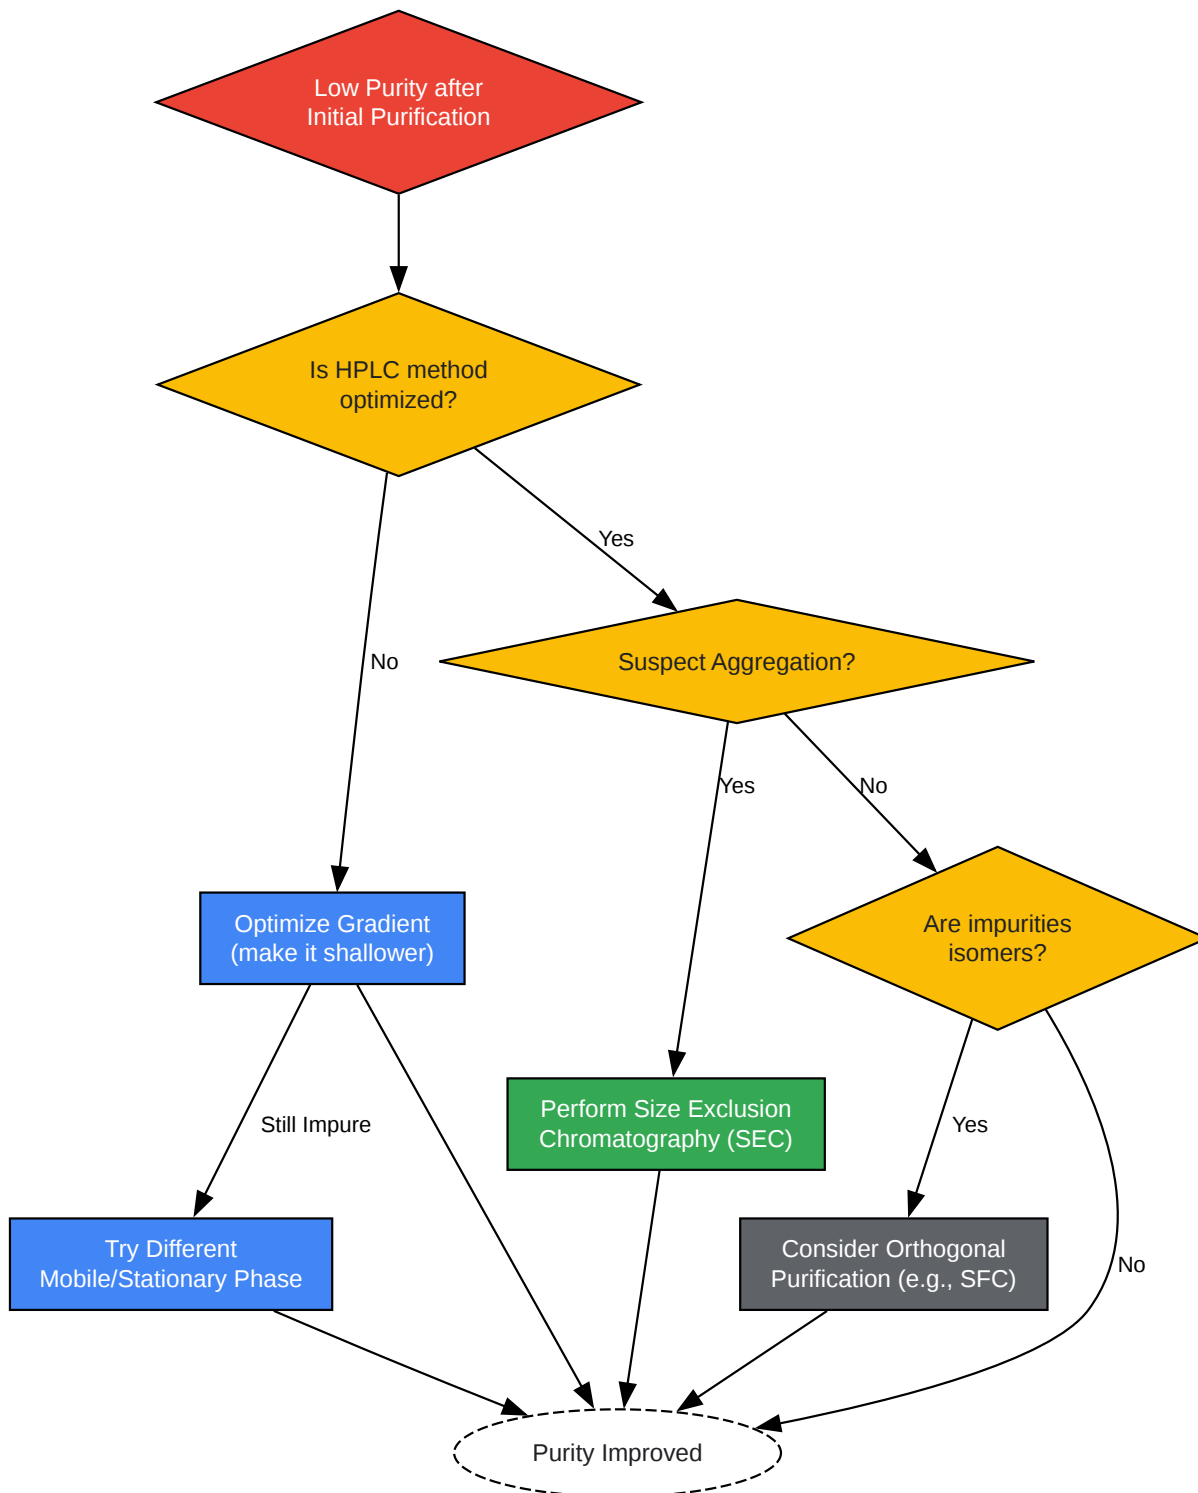 Low Purity after
Initial Purification
Is HPLC method
optimized?
Yes
No
Suspect Aggregation?
Yes
No
Optimize Gradient
(make it shallower)
Are impurities
isomers?
Still Impure
Perform Size Exclusion
Chromatography (SEC)
Yes
Try Different
Mobile/Stationary Phase
Consider Orthogonal
Purification (e.g., SFC)
No
Purity Improved